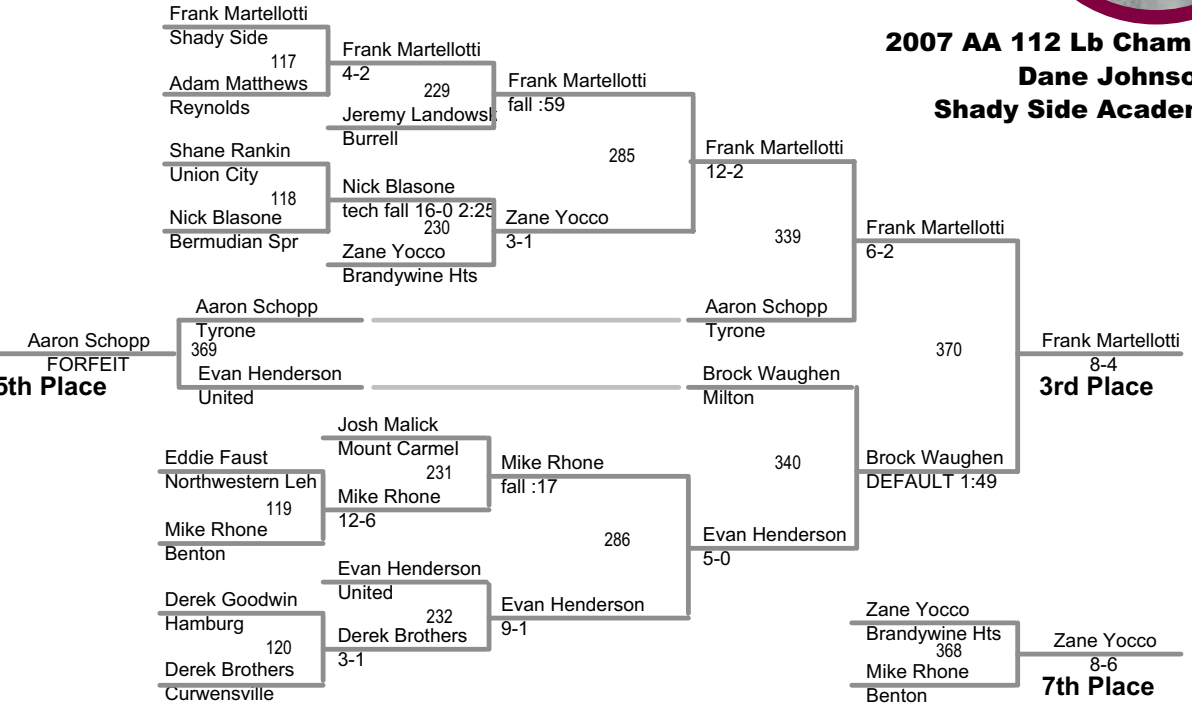 Frank Martellotti
Shady Side
117
Adam Matthews
Reynolds
Frank Martellotti
4-2
229
Jeremy Landowsk
Burrell
Frank Martellotti
fall :59
2007 AA 112 Lb Cham
Dane Johnso
Shady Side Acade
Shane Rankin
Union City
118
Nick Blasone
Bermudian Spr
Nick Blasone
tech fall 16-0 2:25
230
Zane Yocco
Brandywine Hts
Zane Yocco
3-1
285
Frank Martellotti
12-2
339
Frank Martellotti
6-2
Aaron Schopp
Tyrone
Aaron Schopp
Tyrone
Aaron Schopp
FORFEIT
5th Place
369
Evan Henderson
United
Brock Waughen
Milton
370
Frank Martellotti
8-4
3rd Place
Josh Malick
Mount Carmel
Eddie Faust
Northwestern Leh
119
Mike Rhone
Benton
231
Mike Rhone
12-6
Mike Rhone
fall :17
340
Brock Waughen
DEFAULT 1:49
286
Evan Henderson
5-0
Evan Henderson
United
Derek Goodwin
Hamburg
120
Derek Brothers
Curwensville
232
Derek Brothers
3-1
Evan Henderson
9-1
Zane Yocco
Brandywine Hts
368
Mike Rhone
Benton
Zane Yocco
8-6
7th Place